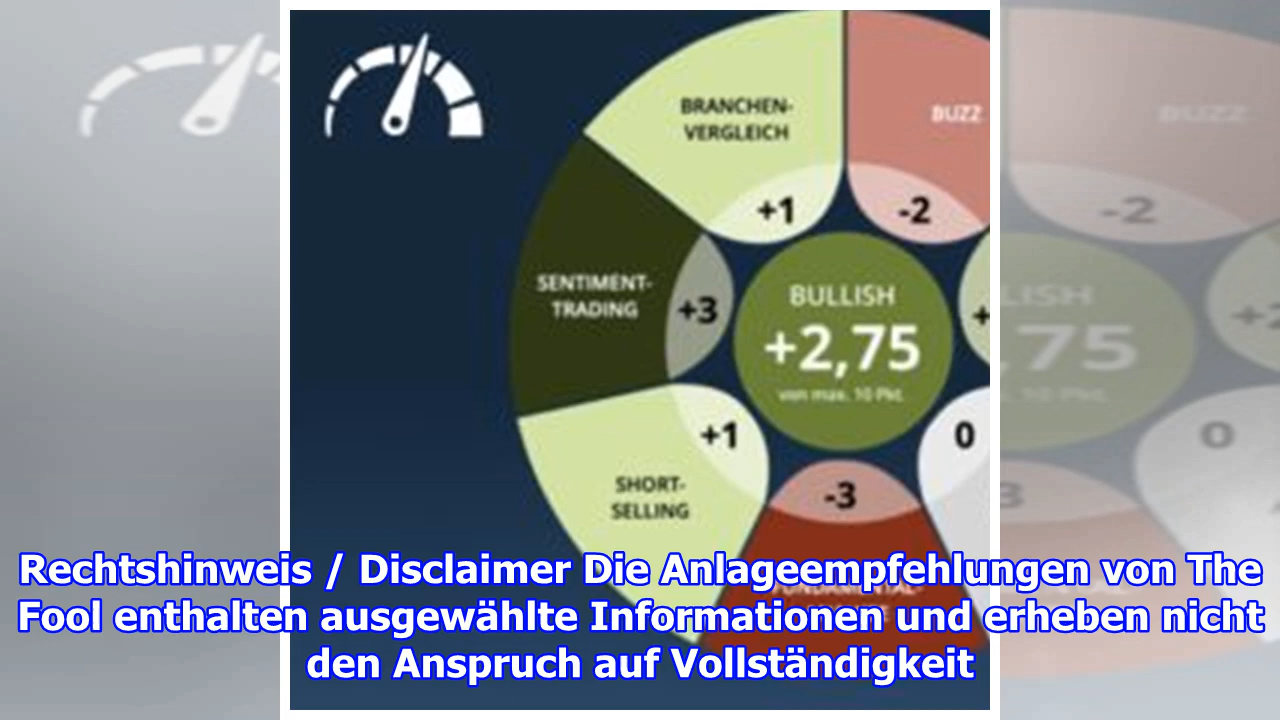 BRANCHEN-
VERGLEICH
+1
BUZZ
-2
SENTIMENT-
TRADING
+3
BULLISH
+2,75
von max. 10 Pkt.
+1
0
SHORT-
SELLING
-3
Rechtshinweis / Disclaimer Die Anlageempfehlungen von The
Fool enthalten ausgewählte Informationen und erheben nicht
den Anspruch auf Vollständigkeit